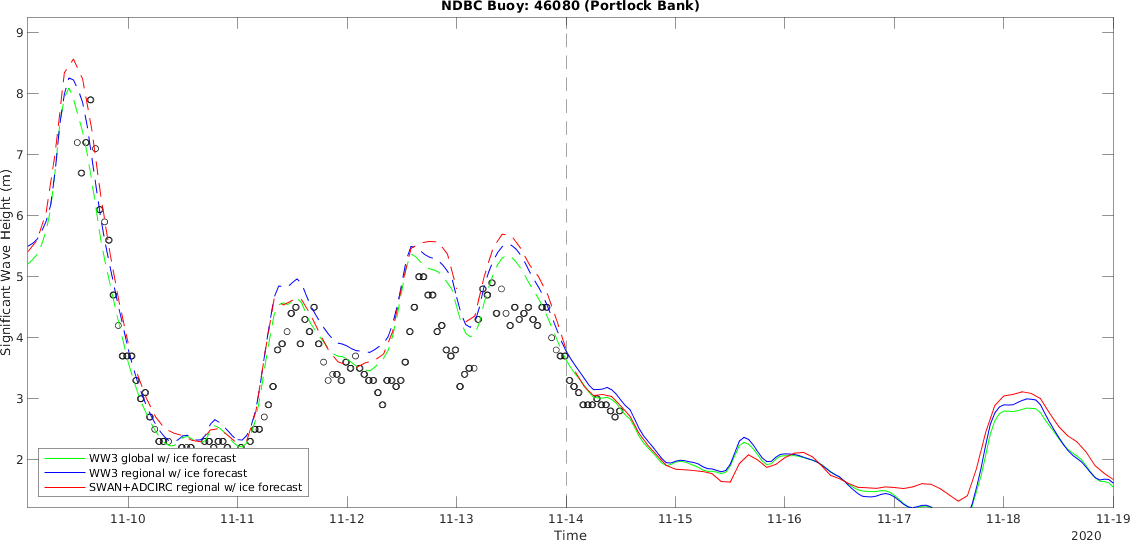 NDBC Buoy: 46080 (Portlock Bank)
9
8
7
6
5
4
3
2
Significant Wave Height (m)
WW3 global w/ ice forecast
WW3 regional w/ ice forecast
SWAN+ADCIRC regional w/ ice forecast
11-10 11-11 11-12 11-13 11-14 11-15 11-16 11-17 11-18 11-19
Time 2020